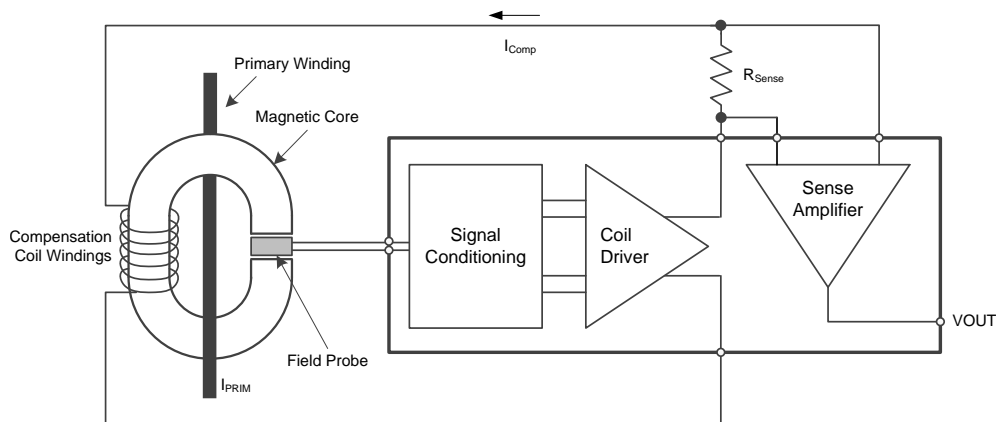 I_Comp
Primary Winding
R_Sense
Magnetic Core
Sense
Amplifier
Compensation
Coil Windings
Signal
Conditioning
Coil
Driver
VOUT
Field Probe
I_PRIM